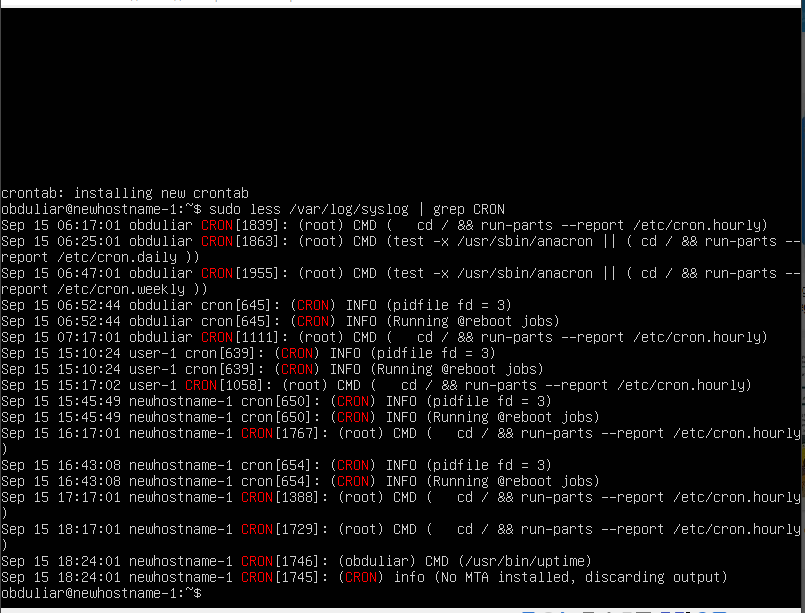 crontab: installing new crontab
obduliar@newhostname-1:~$ sudo less /var/log/syslog | grep CRON
Sep 15 06:17:01 obduliar CRON[1839]: (root) CMD (   cd / && run-parts --report /etc/cron.hourly)
Sep 15 06:25:01 obduliar CRON[1863]: (root) CMD (test -x /usr/sbin/anacron || ( cd / && run-parts --
report /etc/cron.daily ))
Sep 15 06:47:01 obduliar CRON[1955]: (root) CMD (test -x /usr/sbin/anacron || ( cd / && run-parts --
report /etc/cron.weekly ))
Sep 15 06:52:44 obduliar cron[645]: (CRON) INFO (pidfile fd = 3)
Sep 15 06:52:44 obduliar cron[645]: (CRON) INFO (Running @reboot jobs)
Sep 15 07:17:01 obduliar CRON[1111]: (root) CMD (   cd / && run-parts --report /etc/cron.hourly)
Sep 15 15:10:24 user-1 cron[639]: (CRON) INFO (pidfile fd = 3)
Sep 15 15:10:24 user-1 cron[639]: (CRON) INFO (Running @reboot jobs)
Sep 15 15:17:02 user-1 CRON[1058]: (root) CMD (   cd / && run-parts --report /etc/cron.hourly)
Sep 15 15:45:49 newhostname-1 cron[650]: (CRON) INFO (pidfile fd = 3)
Sep 15 15:45:49 newhostname-1 cron[650]: (CRON) INFO (Running @reboot jobs)
Sep 15 16:17:01 newhostname-1 CRON[1767]: (root) CMD (   cd / && run-parts --report /etc/cron.hourly
)
Sep 15 16:43:08 newhostname-1 cron[654]: (CRON) INFO (pidfile fd = 3)
Sep 15 16:43:08 newhostname-1 cron[654]: (CRON) INFO (Running @reboot jobs)
Sep 15 17:17:01 newhostname-1 CRON[1388]: (root) CMD (   cd / && run-parts --report /etc/cron.hourly
)
Sep 15 18:17:01 newhostname-1 CRON[1729]: (root) CMD (   cd / && run-parts --report /etc/cron.hourly
)
Sep 15 18:24:01 newhostname-1 CRON[1746]: (obduliar) CMD (/usr/bin/uptime)
Sep 15 18:24:01 newhostname-1 CRON[1745]: (CRON) info (No MTA installed, discarding output)
obduliar@newhostname-1:~$